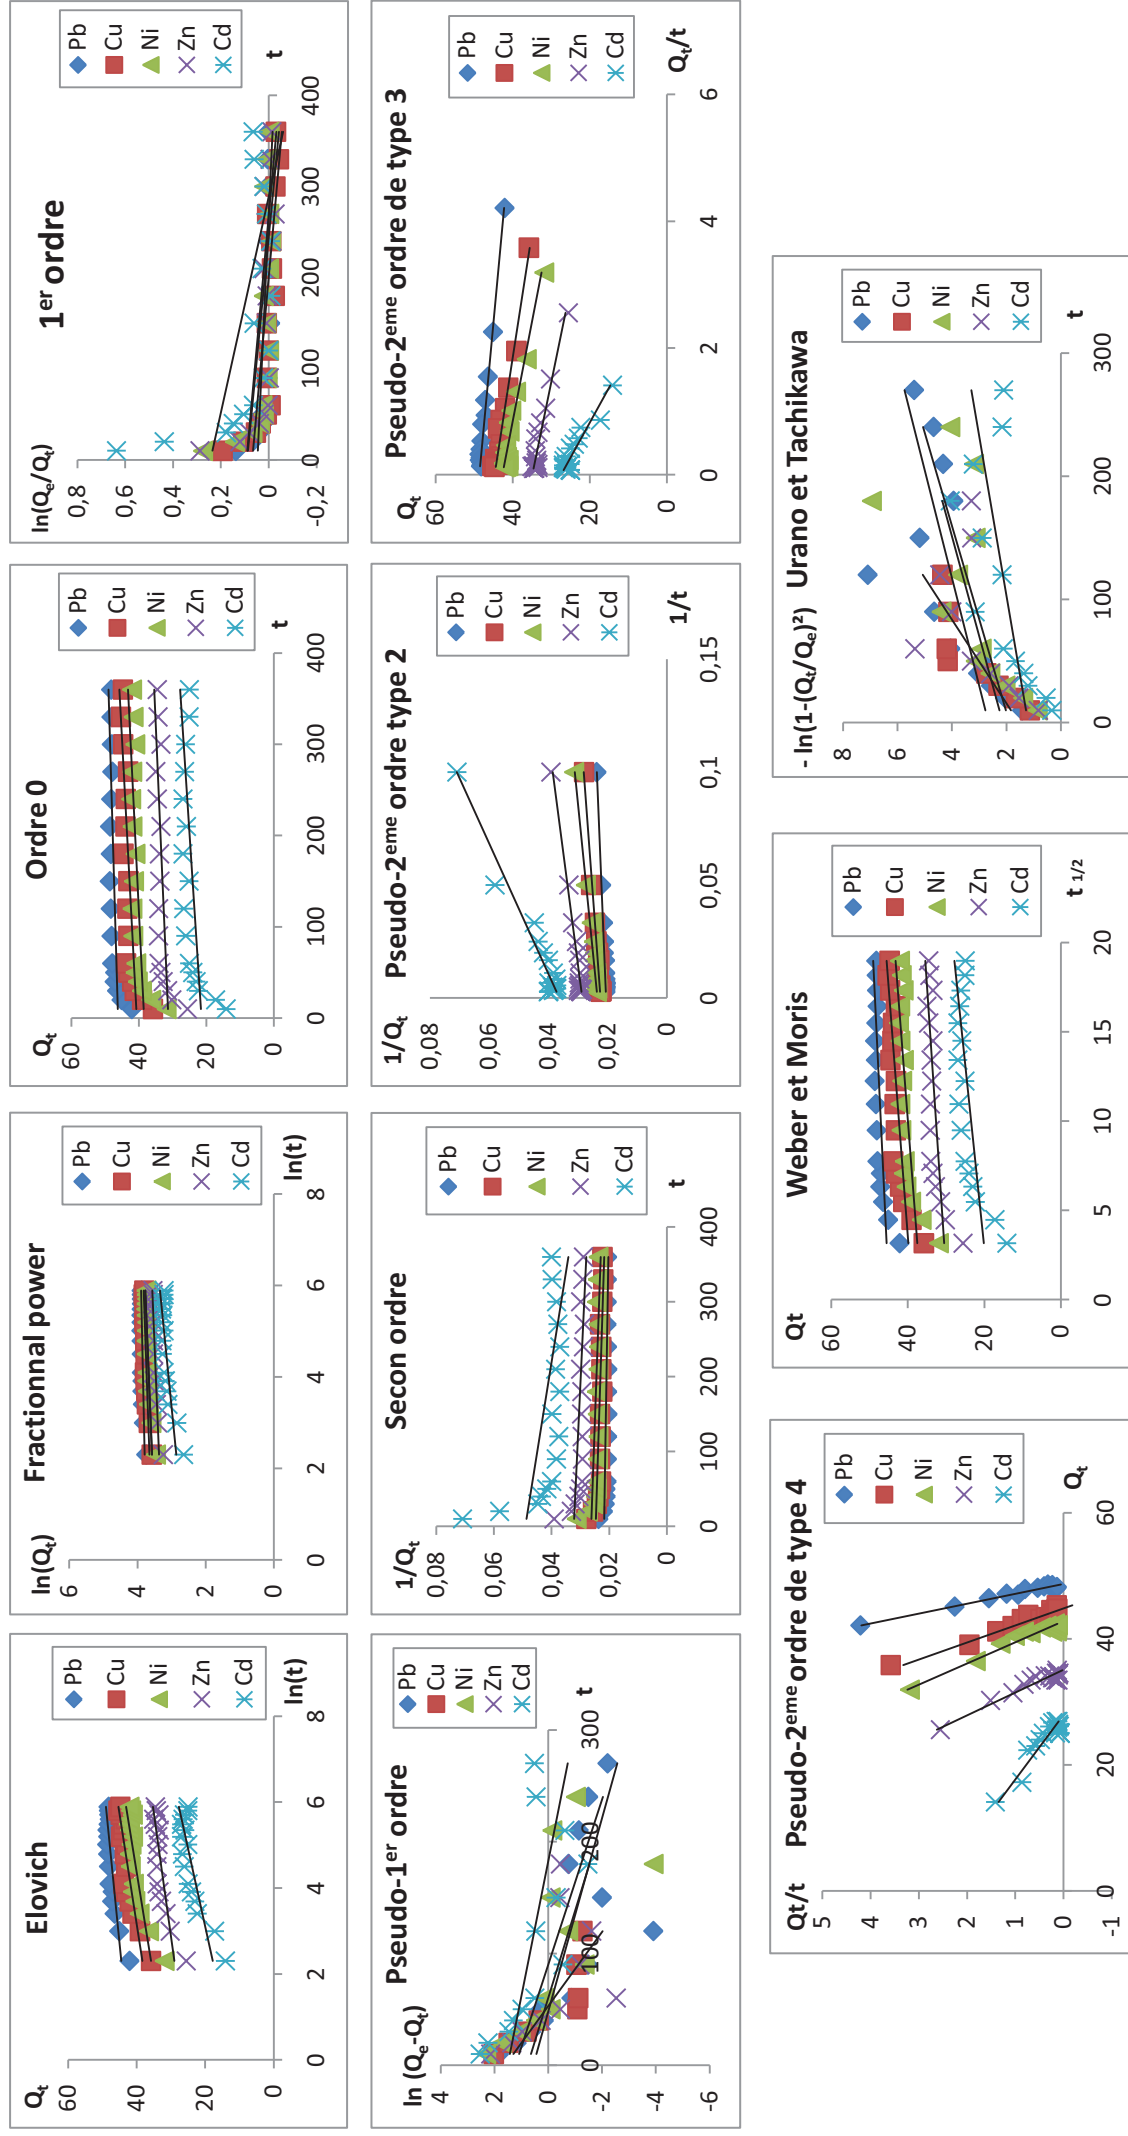 Elovich
Qt
60
40
20
0
0 2 4 6 8
ln(t)
Pb
Cu
Ni
Zn
Cd
Fractionnal power
ln(Qt)
6
4
2
0 2 4 6 8
ln(t)
Pb
Cu
Ni
Zn
Cd
Ordre 0
Qt
60
40
20
0
0 100 200 300 400
t
Pb
Cu
Ni
Zn
Cd
1er ordre
ln(Qe/Qt)
0,8
0,6
0,4
0,2
0
-0,2
0 100 200 300 400
t
Pb
Cu
Ni
Zn
Cd
Pseudo-1er ordre
ln (Qe-Qt)
4
2
0
-2
-4
-6
0 100 200 300
t
Pb
Cu
Ni
Zn
Cd
Secon ordre
1/Qt
0,08
0,06
0,04
0,02
0
0 100 200 300 400
t
Pb
Cu
Ni
Zn
Cd
Pseudo-2eme ordre type 2
1/Qt
0,08
0,06
0,04
0,02
0
0 0,05 0,1 0,15
1/t
Pb
Cu
Ni
Zn
Cd
Pseudo-2eme ordre de type 3
Qt
60
40
20
0
0 2 4 6
Qt/t
Pb
Cu
Ni
Zn
Cd
Pseudo-2eme ordre de type 4
Qt/t
5
4
3
2
1
0
-1
0 20 40 60
Qt
Pb
Cu
Ni
Zn
Cd
Weber et Moris
Qt
60
40
20
0
0 5 10 15 20
t 1/2
Pb
Cu
Ni
Zn
Cd
- ln(1-(Qt/Qe)²) Urano et Tachikawa
8
6
4
2
0
0 100 200 300
t
Pb
Cu
Ni
Zn
Cd